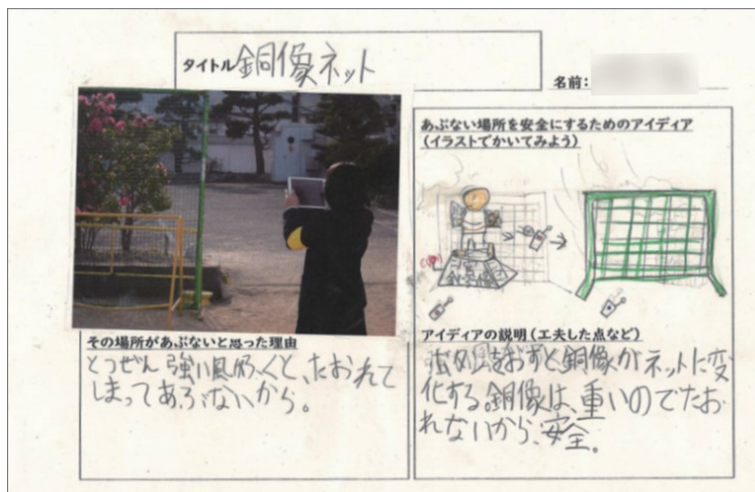 タイトル 銅像ネット
名前:
その場所があぶないと思った理由
とつぜん強い風がふくと、たおれて
しまってあぶないから。
あぶない場所を安全にするためのアイディア
(イラストでかいてみよう)
アイディアの説明(工夫した点など)
をおすと銅像がネットに変
化する。銅像は、重いのでたお
れないから、安全。